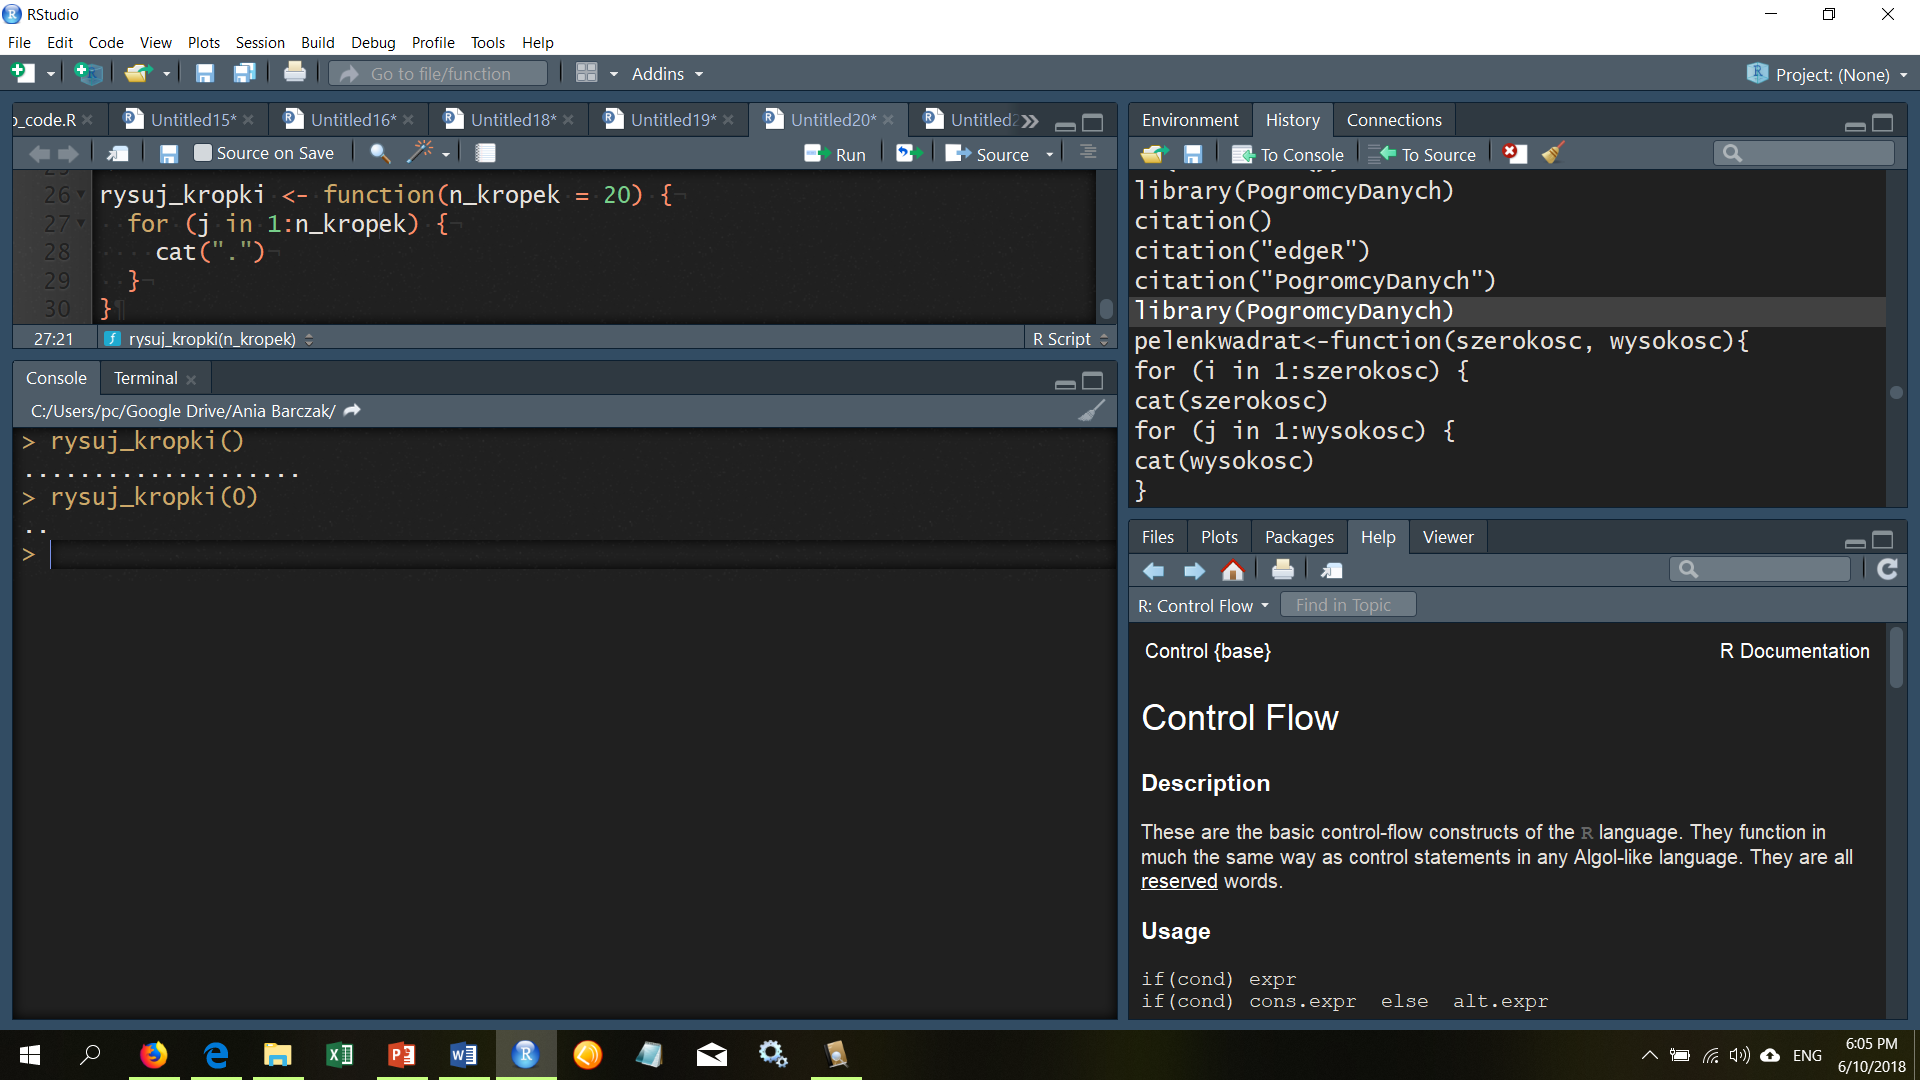 RStudio
File Edit Code View Plots Session Build Debug Profile Tools Help
Go to file/function Addins Project: (None)
_code.R Untitled15* Untitled16* Untitled18* Untitled19* Untitled20* Untitled
Source on Save Run Source
26 rysuj_kropki <- function(n_kropek = 20) {
27 for (j in 1:n_kropek) {
28 cat(".")
29 }
30 }
27:21 rysuj_kropki(n_kropek) R Script
Console Terminal
C:/Users/pc/Google Drive/Ania Barczak/
> rysuj_kropki()
....................
> rysuj_kropki(0)
..
>
Environment History Connections
To Console To Source
library(PogromcyDanych)
citation()
citation("edgeR")
citation("PogromcyDanych")
library(PogromcyDanych)
pelenkwadrat<-function(szerokosc, wysokosc){
for (i in 1:szerokosc) {
cat(szerokosc)
for (j in 1:wysokosc) {
cat(wysokosc)
}
Files Plots Packages Help Viewer
R: Control Flow Find in Topic
Control {base} R Documentation
Control Flow
Description
These are the basic control-flow constructs of the R language. They function in
much the same way as control statements in any Algol-like language. They are all
reserved words.
Usage
if(cond) expr
if(cond) cons.expr else alt.expr
ENG
6:05 PM
6/10/2018